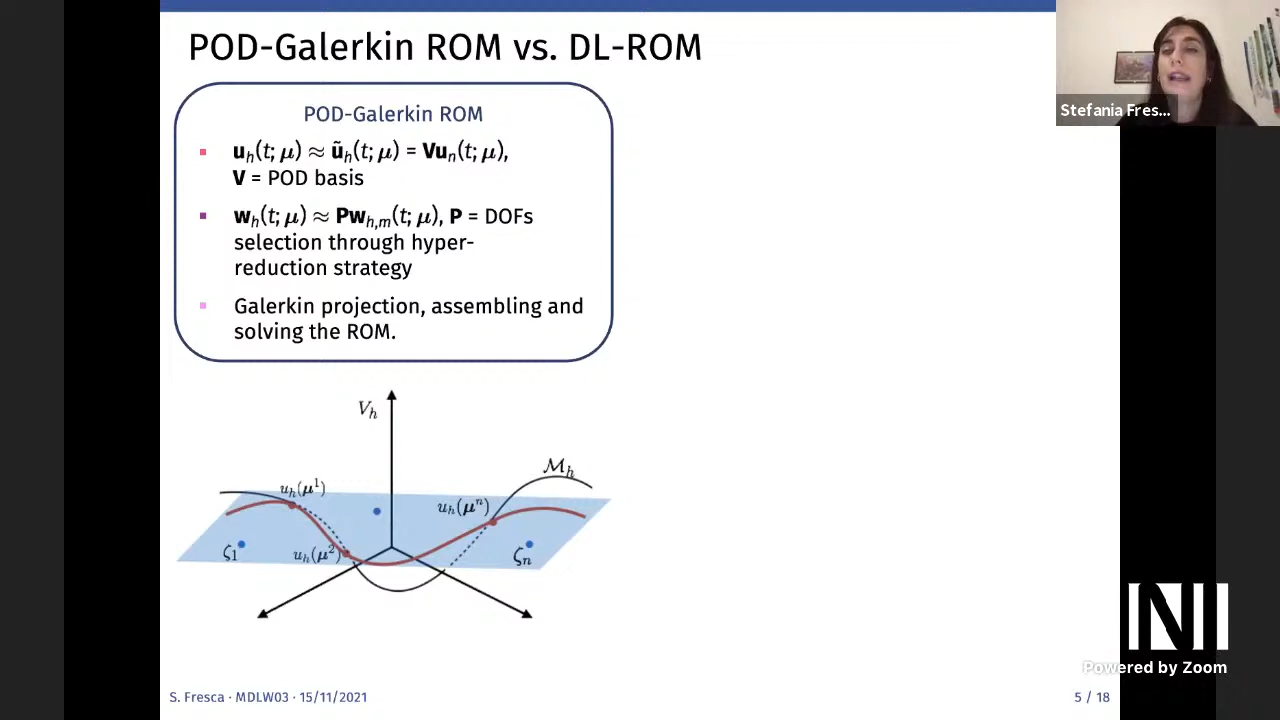 POD-Galerkin ROM vs. DL-ROM
Stefania Fres...
POD-Galerkin ROM
u_h(t; μ) ≈ ũ_h(t; μ) = Vu_n(t; μ),
V = POD basis
w_h(t; μ) ≈ Pw_{h,m}(t; μ), P = DOFs
selection through hyper-
reduction strategy
Galerkin projection, assembling and
solving the ROM.
V_h
M_h
u_h(μ^1)
u_h(μ^n)
ζ_1
u_h(μ^2)
ζ_n
NI
Powered by Zoom
S. Fresca · MDLW03 · 15/11/2021
5 / 18